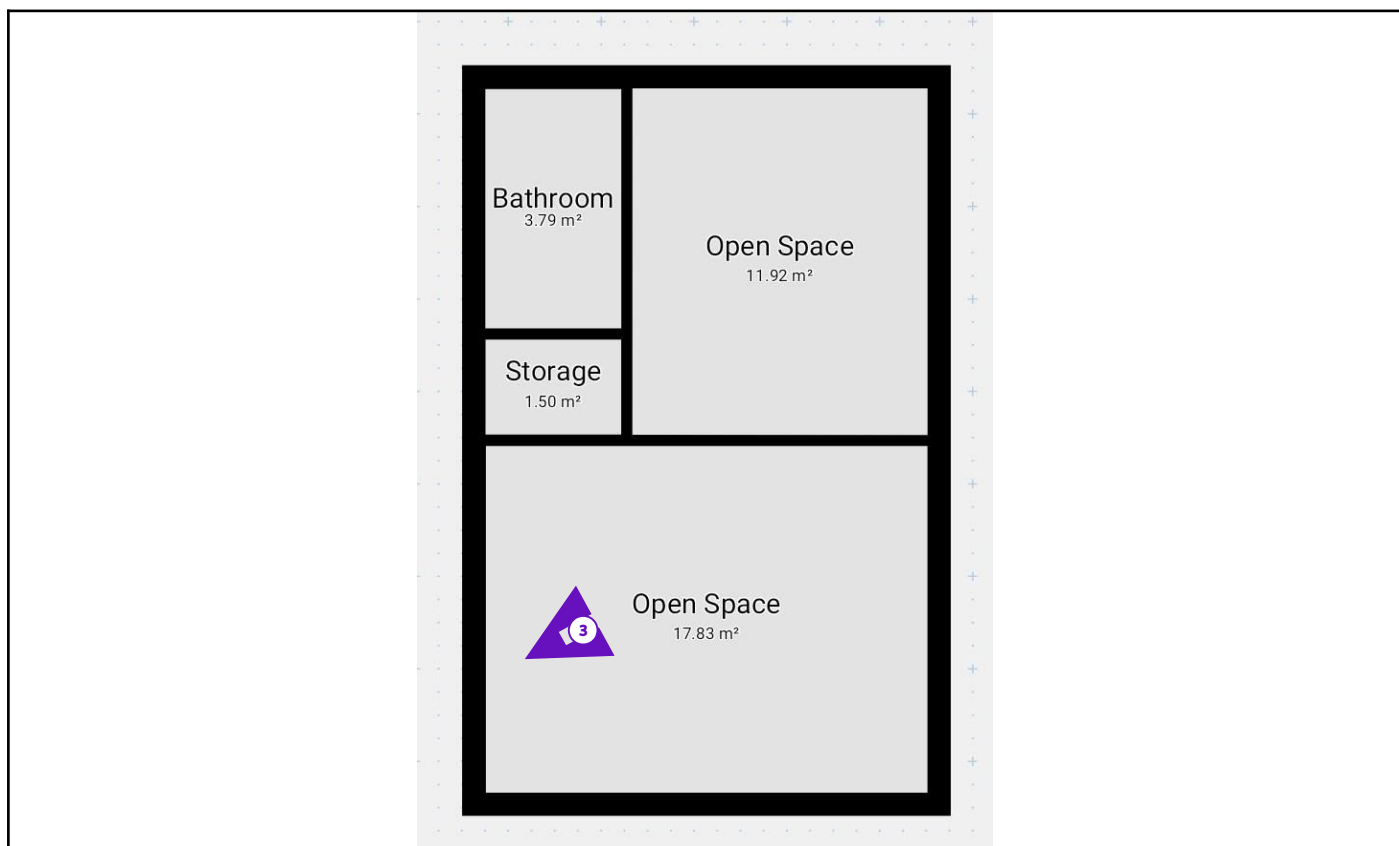 Bathroom
3.79 m²
Open Space
11.92 m²
Storage
1.50 m²
Open Space
17.83 m²
3